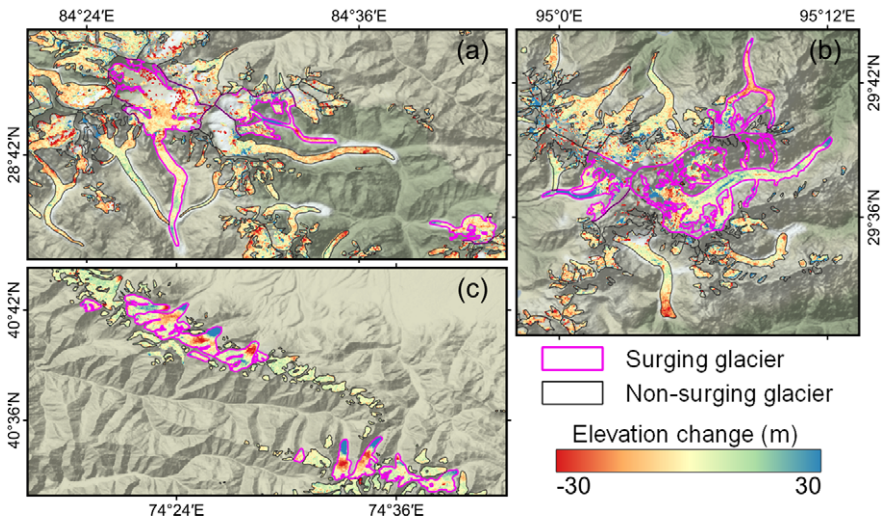 84°24'E
84°36'E
95°0'E
95°12'E
(a)
(b)
28°42'N
29°42'N
29°36'N
(c)
40°42'N
40°36'N
74°24'E
74°36'E
Surging glacier
Non-surging glacier
Elevation change (m)
-30
30